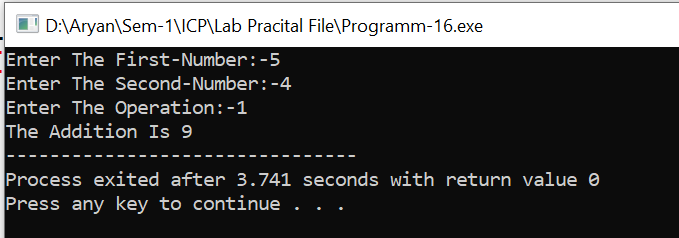 D:\Aryan\Sem-1\ICP\Lab Pracital File\Programm-16.exe
Enter The First-Number:-5
Enter The Second-Number:-4
Enter The Operation:-1
The Addition Is 9
--------------------------------
Process exited after 3.741 seconds with return value 0
Press any key to continue . . .